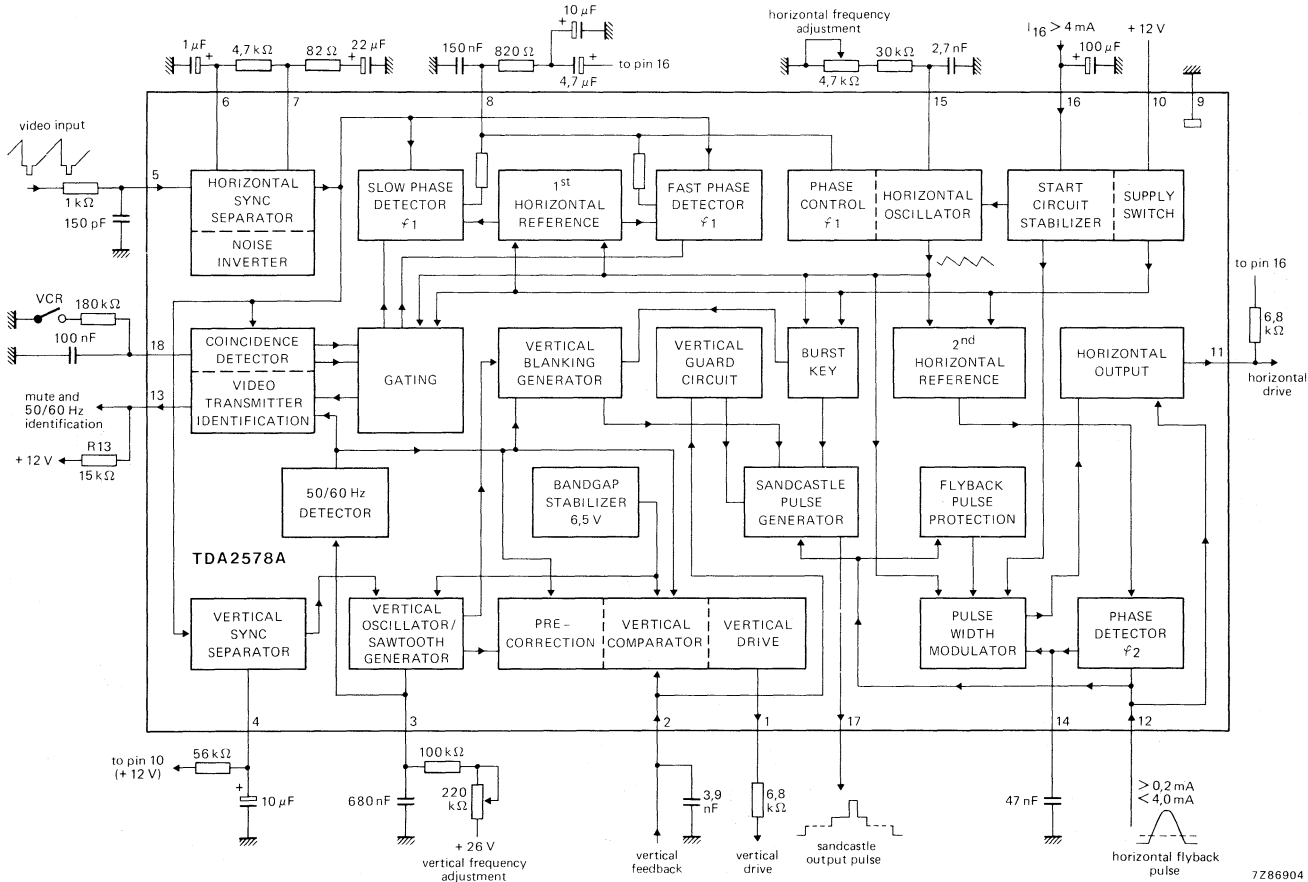 10 µF
+
horizontal frequency
adjustment
I16 > 4 mA
+ 12 V
1 µF
+
4,7 kΩ
82 Ω
22 µF
+
150 nF
820 Ω
+
4,7 µF
to pin 16
4,7 kΩ
30 kΩ
2,7 nF
100 µF
+
6
7
8
15
16
10
9
video input
5
1 kΩ
150 pF
HORIZONTAL
SYNC
SEPARATOR
NOISE
INVERTER
SLOW PHASE
DETECTOR
φ1
1st
HORIZONTAL
REFERENCE
FAST PHASE
DETECTOR
φ1
PHASE
CONTROL
φ1
HORIZONTAL
OSCILLATOR
START
CIRCUIT
STABILIZER
SUPPLY
SWITCH
to pin 16
6,8
kΩ
VCR
180 kΩ
100 nF
18
COINCIDENCE
DETECTOR
VIDEO
TRANSMITTER
IDENTIFICATION
GATING
VERTICAL
BLANKING
GENERATOR
VERTICAL
GUARD
CIRCUIT
BURST
KEY
2nd
HORIZONTAL
REFERENCE
HORIZONTAL
OUTPUT
11
horizontal
drive
13
mute and
50/60 Hz
identification
R13
+ 12 V
15 kΩ
50/60 Hz
DETECTOR
BANDGAP
STABILIZER
6,5 V
SANDCASTLE
PULSE
GENERATOR
FLYBACK
PULSE
PROTECTION
TDA2578A
VERTICAL
SYNC
SEPARATOR
VERTICAL
OSCILLATOR/
SAWTOOTH
GENERATOR
PRE-
CORRECTION
VERTICAL
COMPARATOR
VERTICAL
DRIVE
PULSE
WIDTH
MODULATOR
PHASE
DETECTOR
φ2
4
3
2
1
17
14
12
to pin 10
(+ 12 V)
56 kΩ
+
10 µF
100 kΩ
680 nF
220
kΩ
+ 26 V
vertical frequency
adjustment
3,9
nF
vertical
feedback
6,8
kΩ
vertical
drive
sandcastle
output pulse
47 nF
> 0,2 mA
< 4,0 mA
horizontal flyback
pulse
7Z86904